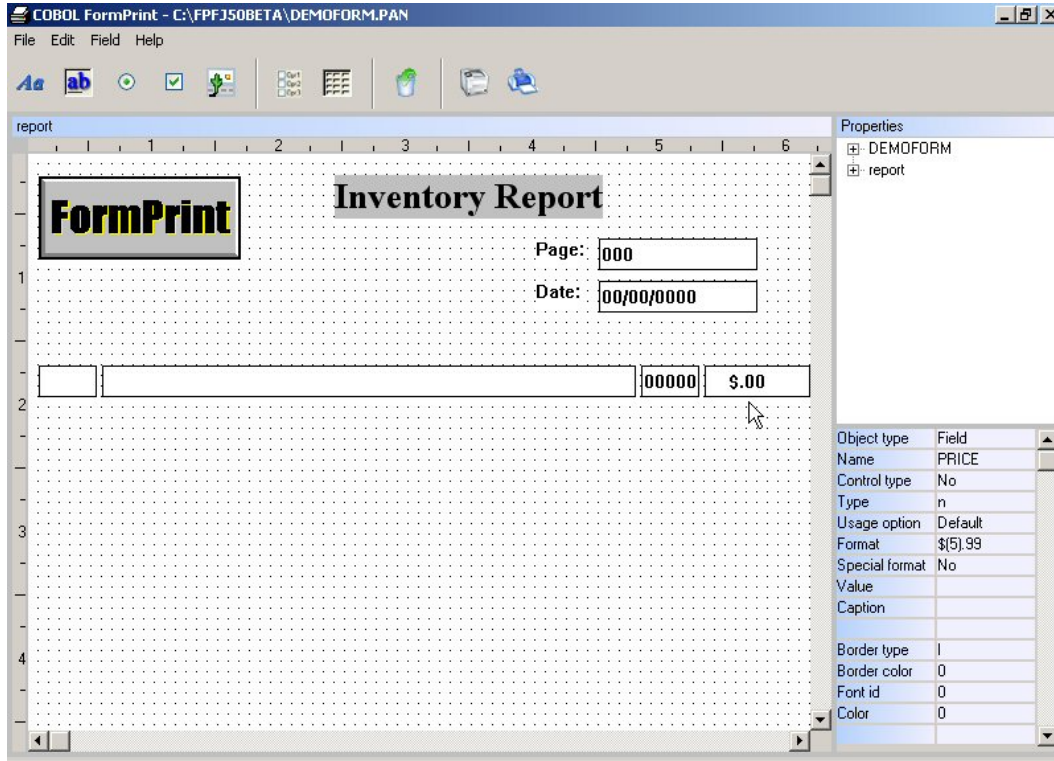 COBOL FormPrint - C:\FPFJ50BETA\DEMOFORM.PAN
File Edit Field Help
Aa ab
report
Properties
1 2 3 4 5 6
DEMOFORM
report
FormPrint
Inventory Report
Page: 000
Date: 00/00/0000
00000 $.00
1
2
3
4
Object type Field
Name PRICE
Control type No
Type n
Usage option Default
Format $(5).99
Special format No
Value
Caption
Border type I
Border color 0
Font id 0
Color 0